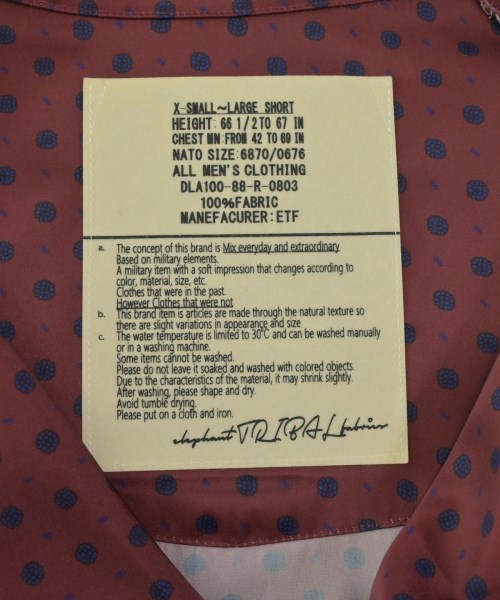 X-SMALL~LARGE SHORT
HEIGHT: 66 1/2 TO 67 IN
CHEST MN: FROM 42 TO 69 IN
NATO SIZE: 6870/0676
ALL MEN'S CLOTHING
DLA100-88-R-0803
100%FABRIC
MANEFACURER: ETF
a. The concept of this brand is Mix everyday and extraordinary
Based on military elements.
A military item with a soft impression that changes according to
color, material, size, etc.
Clothes that were in the past.
However Clothes that were not
b. This brand item is articles are made through the natural texture so
there are slight variations in appearance and size
c. The water temperature is limited to 30°C and can be washed manually
or in a washing machine.
Some items cannot be washed.
Please do not leave it soaked and washed with colored objects.
Due to the characteristics of the material, it may shrink slightly.
After washing, please shape and dry.
Avoid tumble drying.
Please put on a cloth and iron.
elephant TRIBAL fabrics